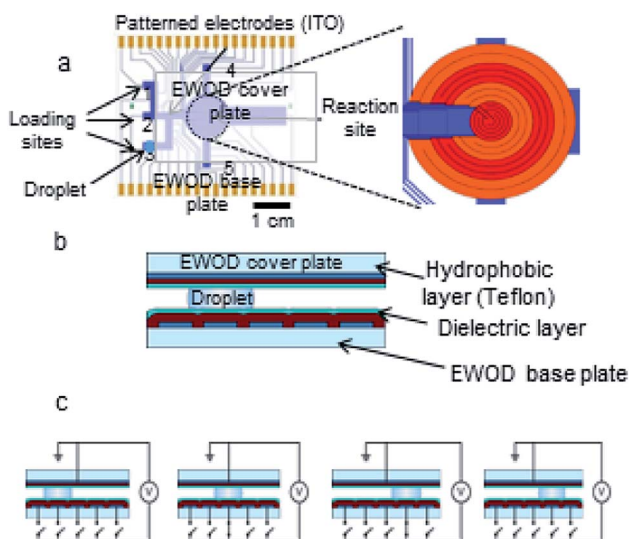 Patterned electrodes (ITO)
a
4
EWOD cover
plate
1
2
3
Loading
sites
Droplet
Reaction
site
5
EWOD base
plate
1 cm
b
EWOD cover plate
Droplet
Hydrophobic
layer (Teflon)
Dielectric layer
EWOD base plate
c
V
V
V
V